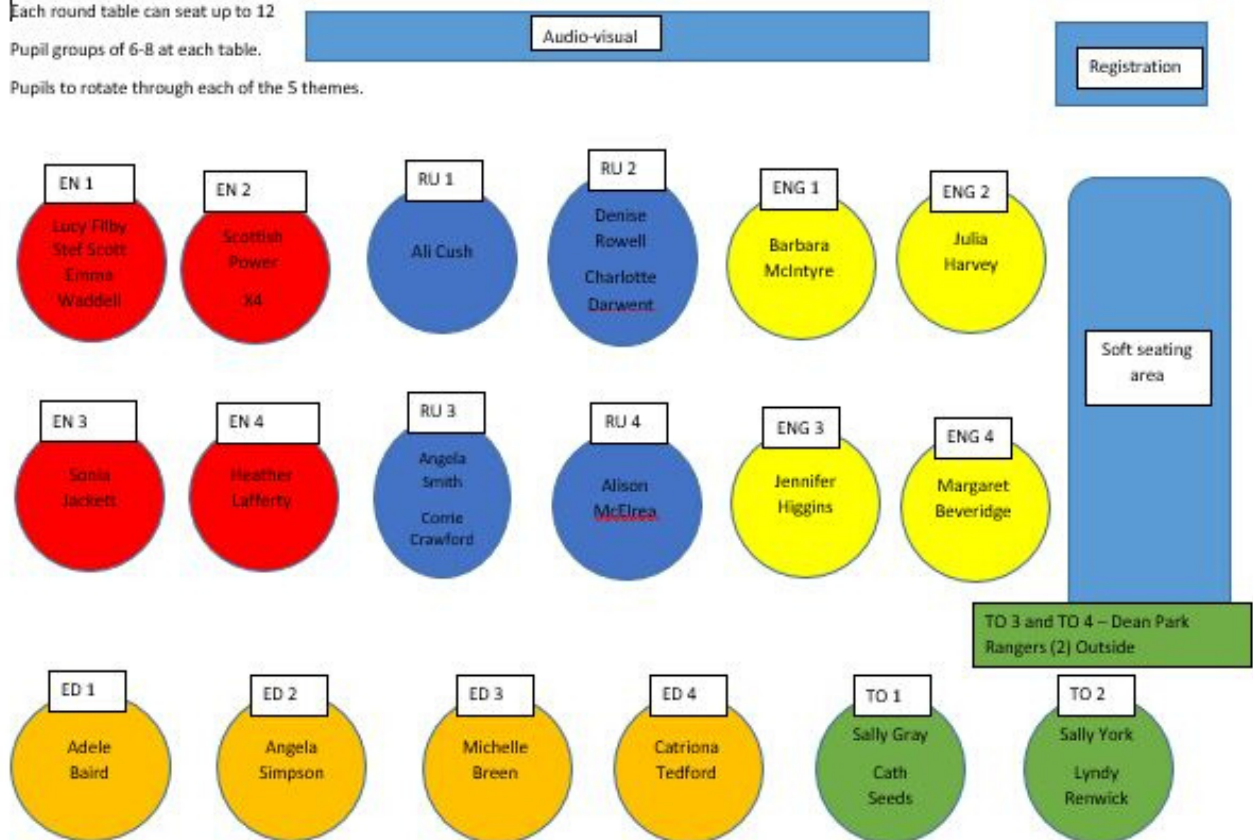 Each round table can seat up to 12
Pupil groups of 6-8 at each table.
Pupils to rotate through each of the 5 themes.
Audio-visual
Registration
EN 1
Lucy Filby
Stef Scott
Emma
Waddell
EN 2
Scottish
Power
X4
RU 1
Ali Cush
RU 2
Denise
Rowell
Charlotte
Darwent
ENG 1
Barbara
McIntyre
ENG 2
Julia
Harvey
Soft seating
area
EN 3
Sonia
Jackett
EN 4
Heather
Lafferty
RU 3
Angela
Smith
Corrie
Crawford
RU 4
Alison
McElrea
ENG 3
Jennifer
Higgins
ENG 4
Margaret
Beveridge
TO 3 and TO 4 – Dean Park
Rangers (2) Outside
ED 1
Adele
Baird
ED 2
Angela
Simpson
ED 3
Michelle
Breen
ED 4
Catriona
Tedford
TO 1
Sally Gray
Cath
Seeds
TO 2
Sally York
Lyndy
Renwick